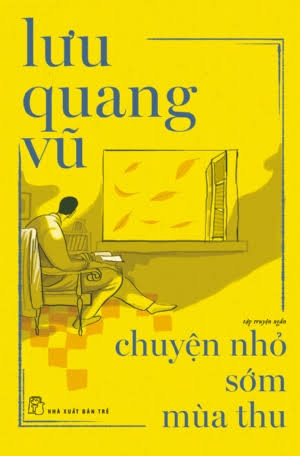 lưu
quang
vũ
tập truyện ngắn
chuyện nhỏ
sớm
mùa thu
NHÀ XUẤT BẢN TRẺ